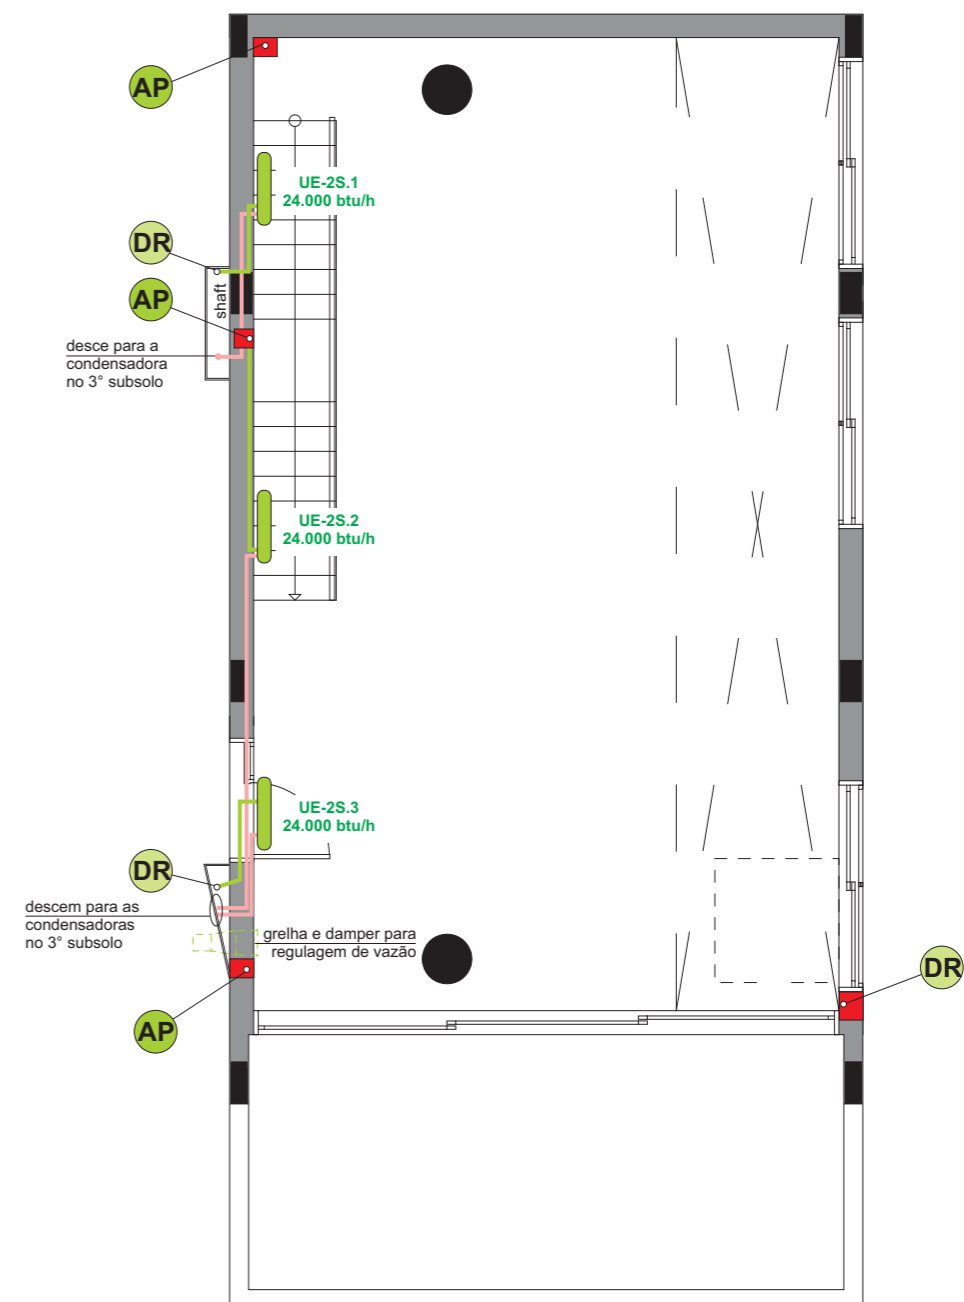 AP
UE-2S.1
24.000 btu/h
DR
shaft
AP
desce para a
condensadora
no 3° subsolo
UE-2S.2
24.000 btu/h
UE-2S.3
24.000 btu/h
DR
descem para as
condensadoras
no 3° subsolo
grelha e damper para
regulagem de vazão
DR
AP